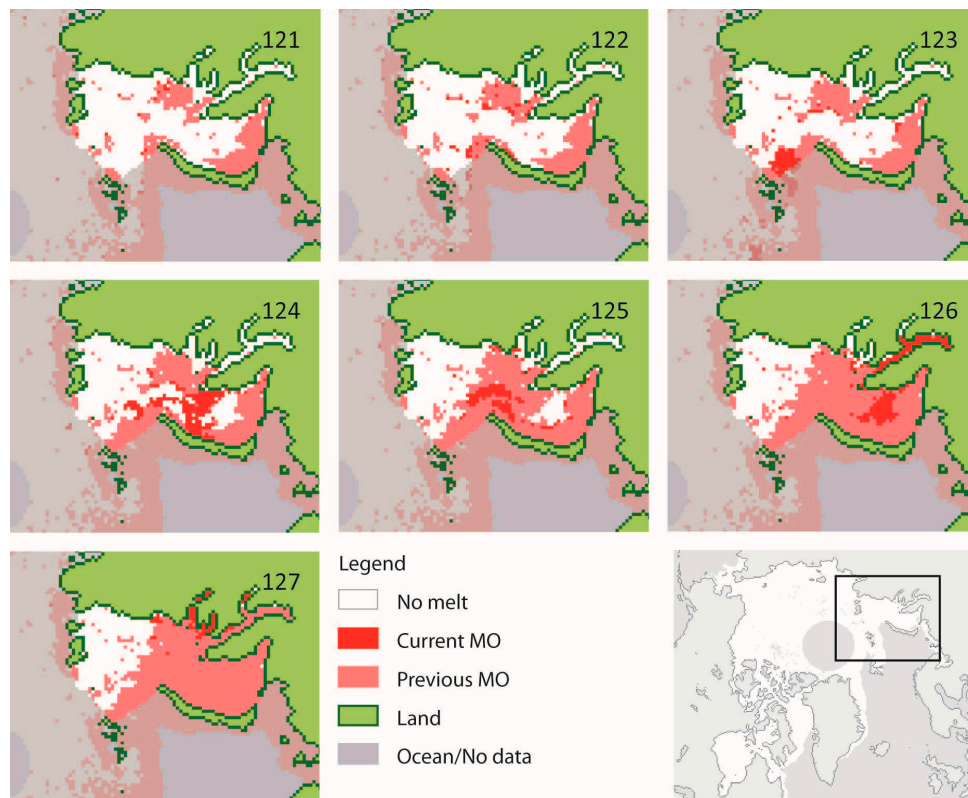 121
122
123
124
125
126
127
Legend
No melt
Current MO
Previous MO
Land
Ocean/No data